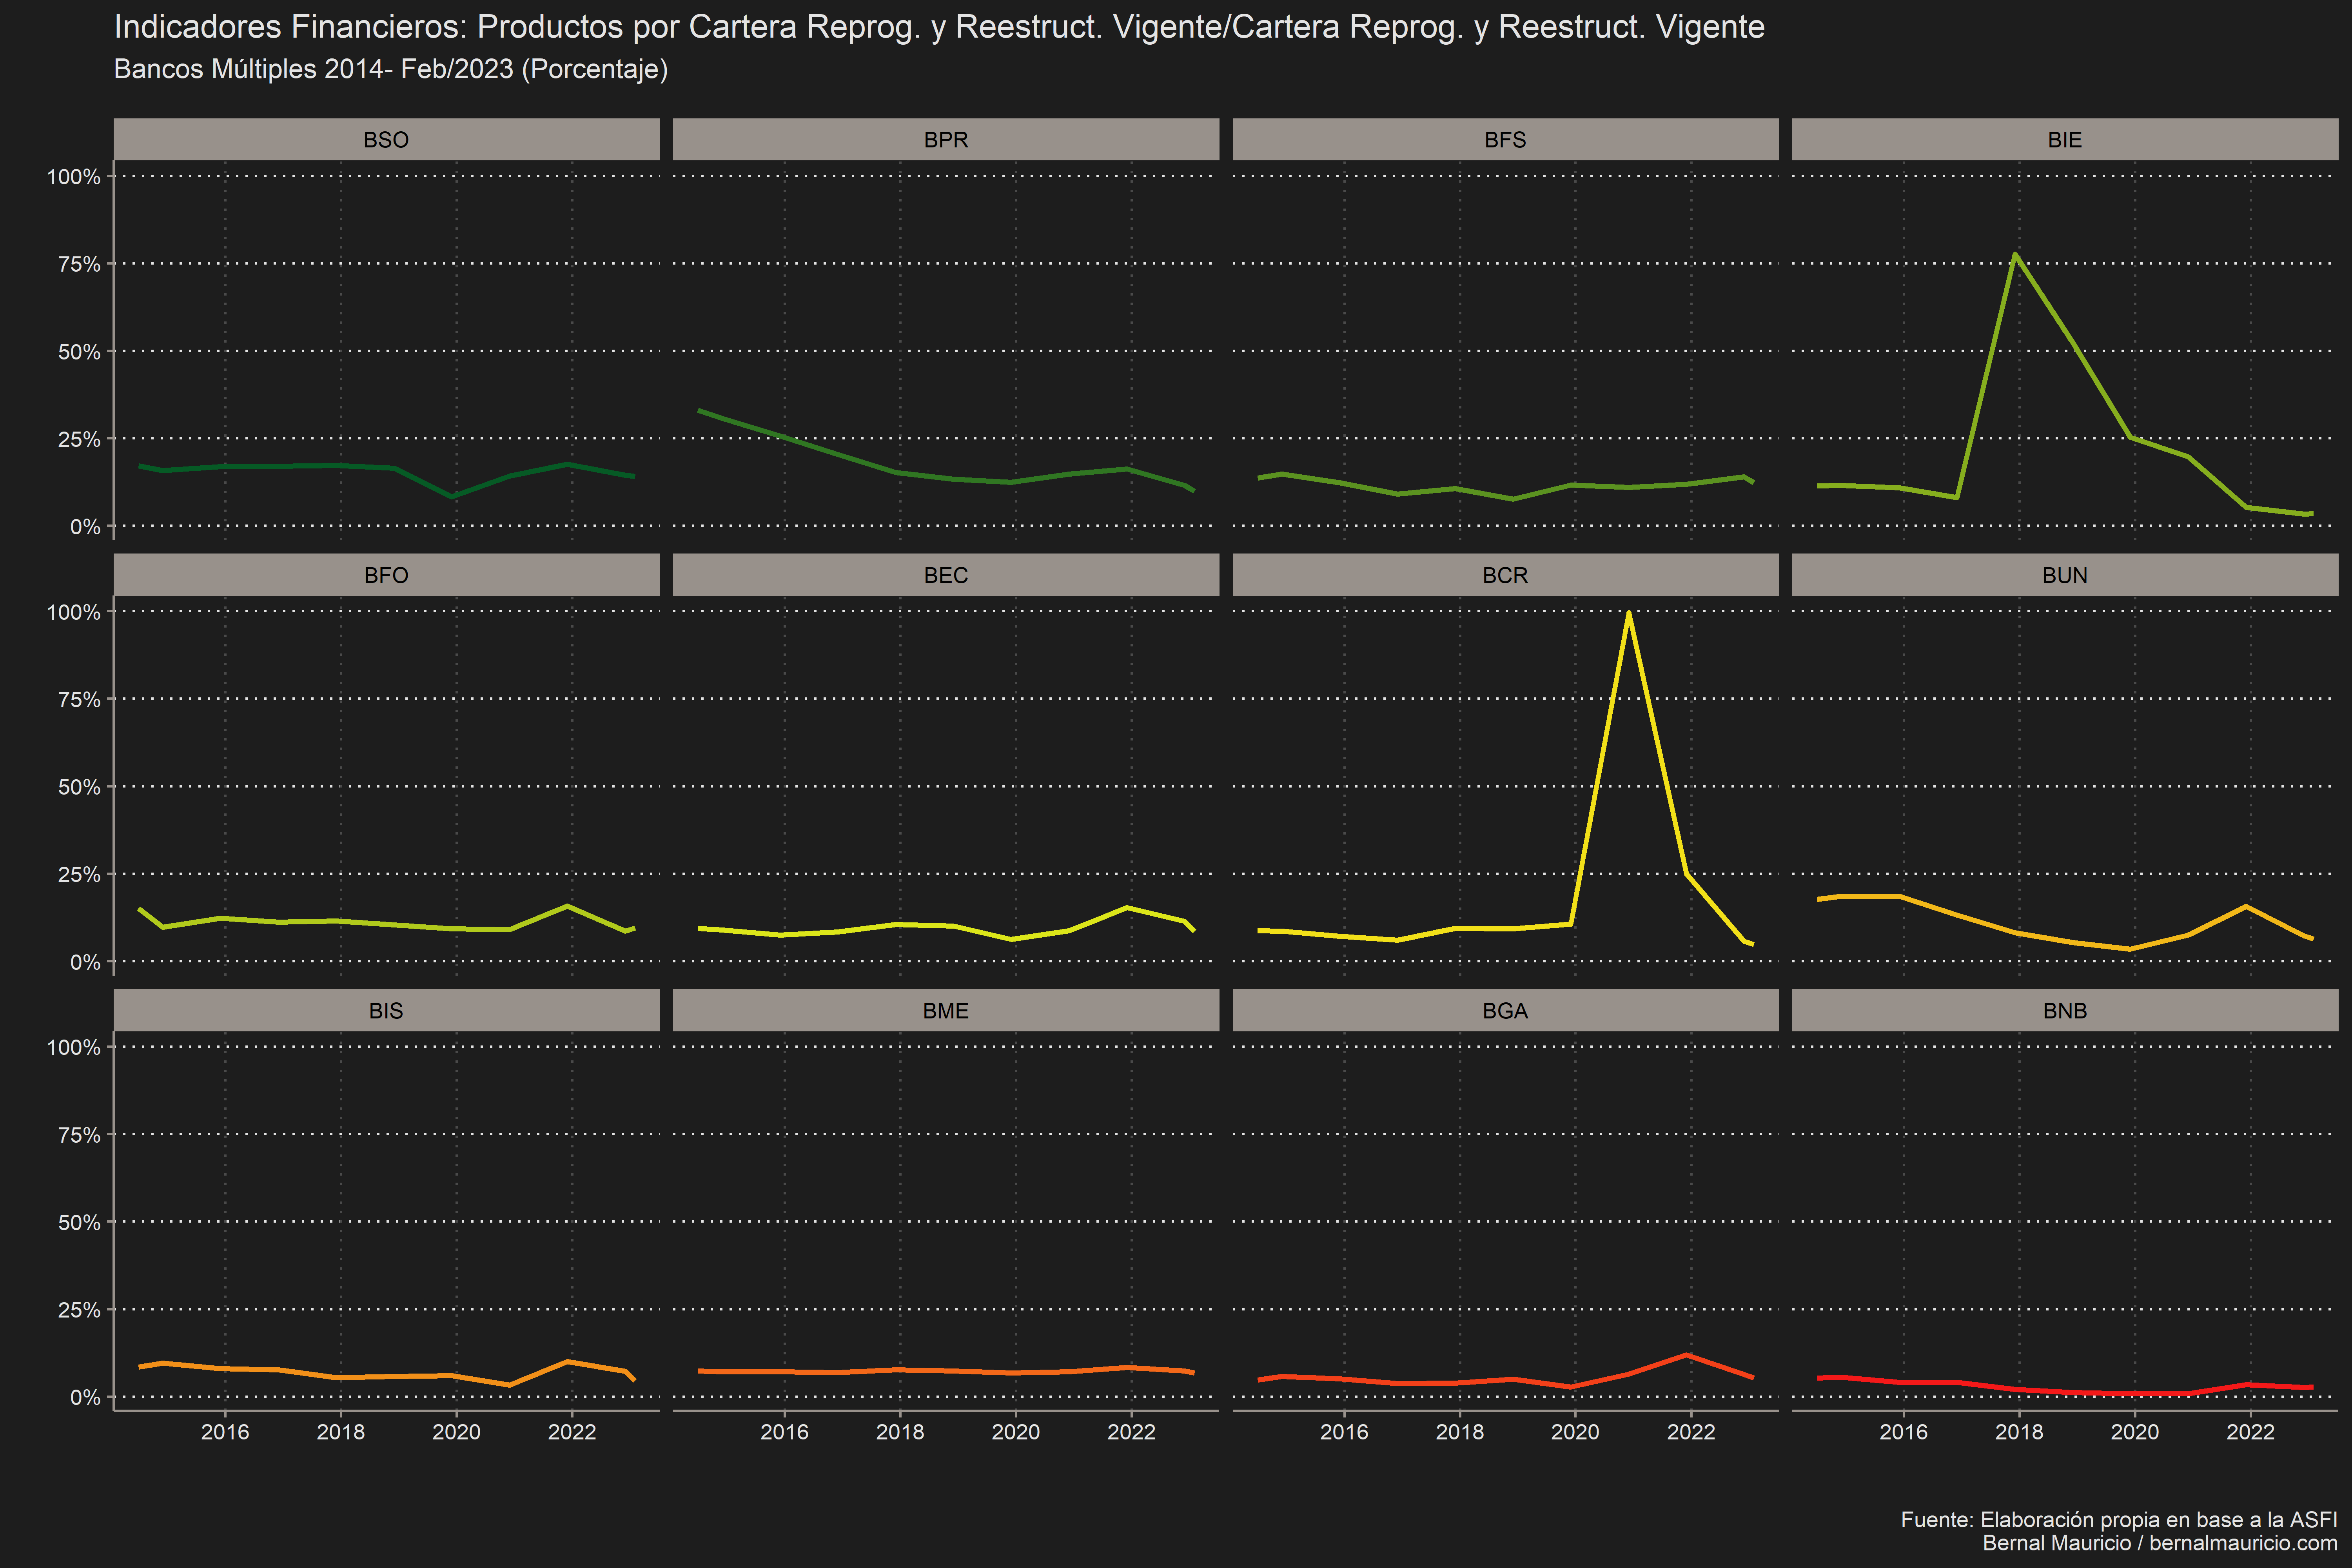 Indicadores Financieros: Productos por Cartera Reprog. y Reestruct. Vigente/Cartera Reprog. y Reestruct. Vigente
Bancos Múltiples 2014- Feb/2023 (Porcentaje)
BSO BPR BFS BIE
100%
75%
50%
25%
0%
BFO BEC BCR BUN
100%
75%
50%
25%
0%
BIS BME BGA BNB
100%
75%
50%
25%
0%
2016 2018 2020 2022 2016 2018 2020 2022 2016 2018 2020 2022 2016 2018 2020 2022
Fuente: Elaboración propia en base a la ASFI
Bernal Mauricio / bernalmauricio.com